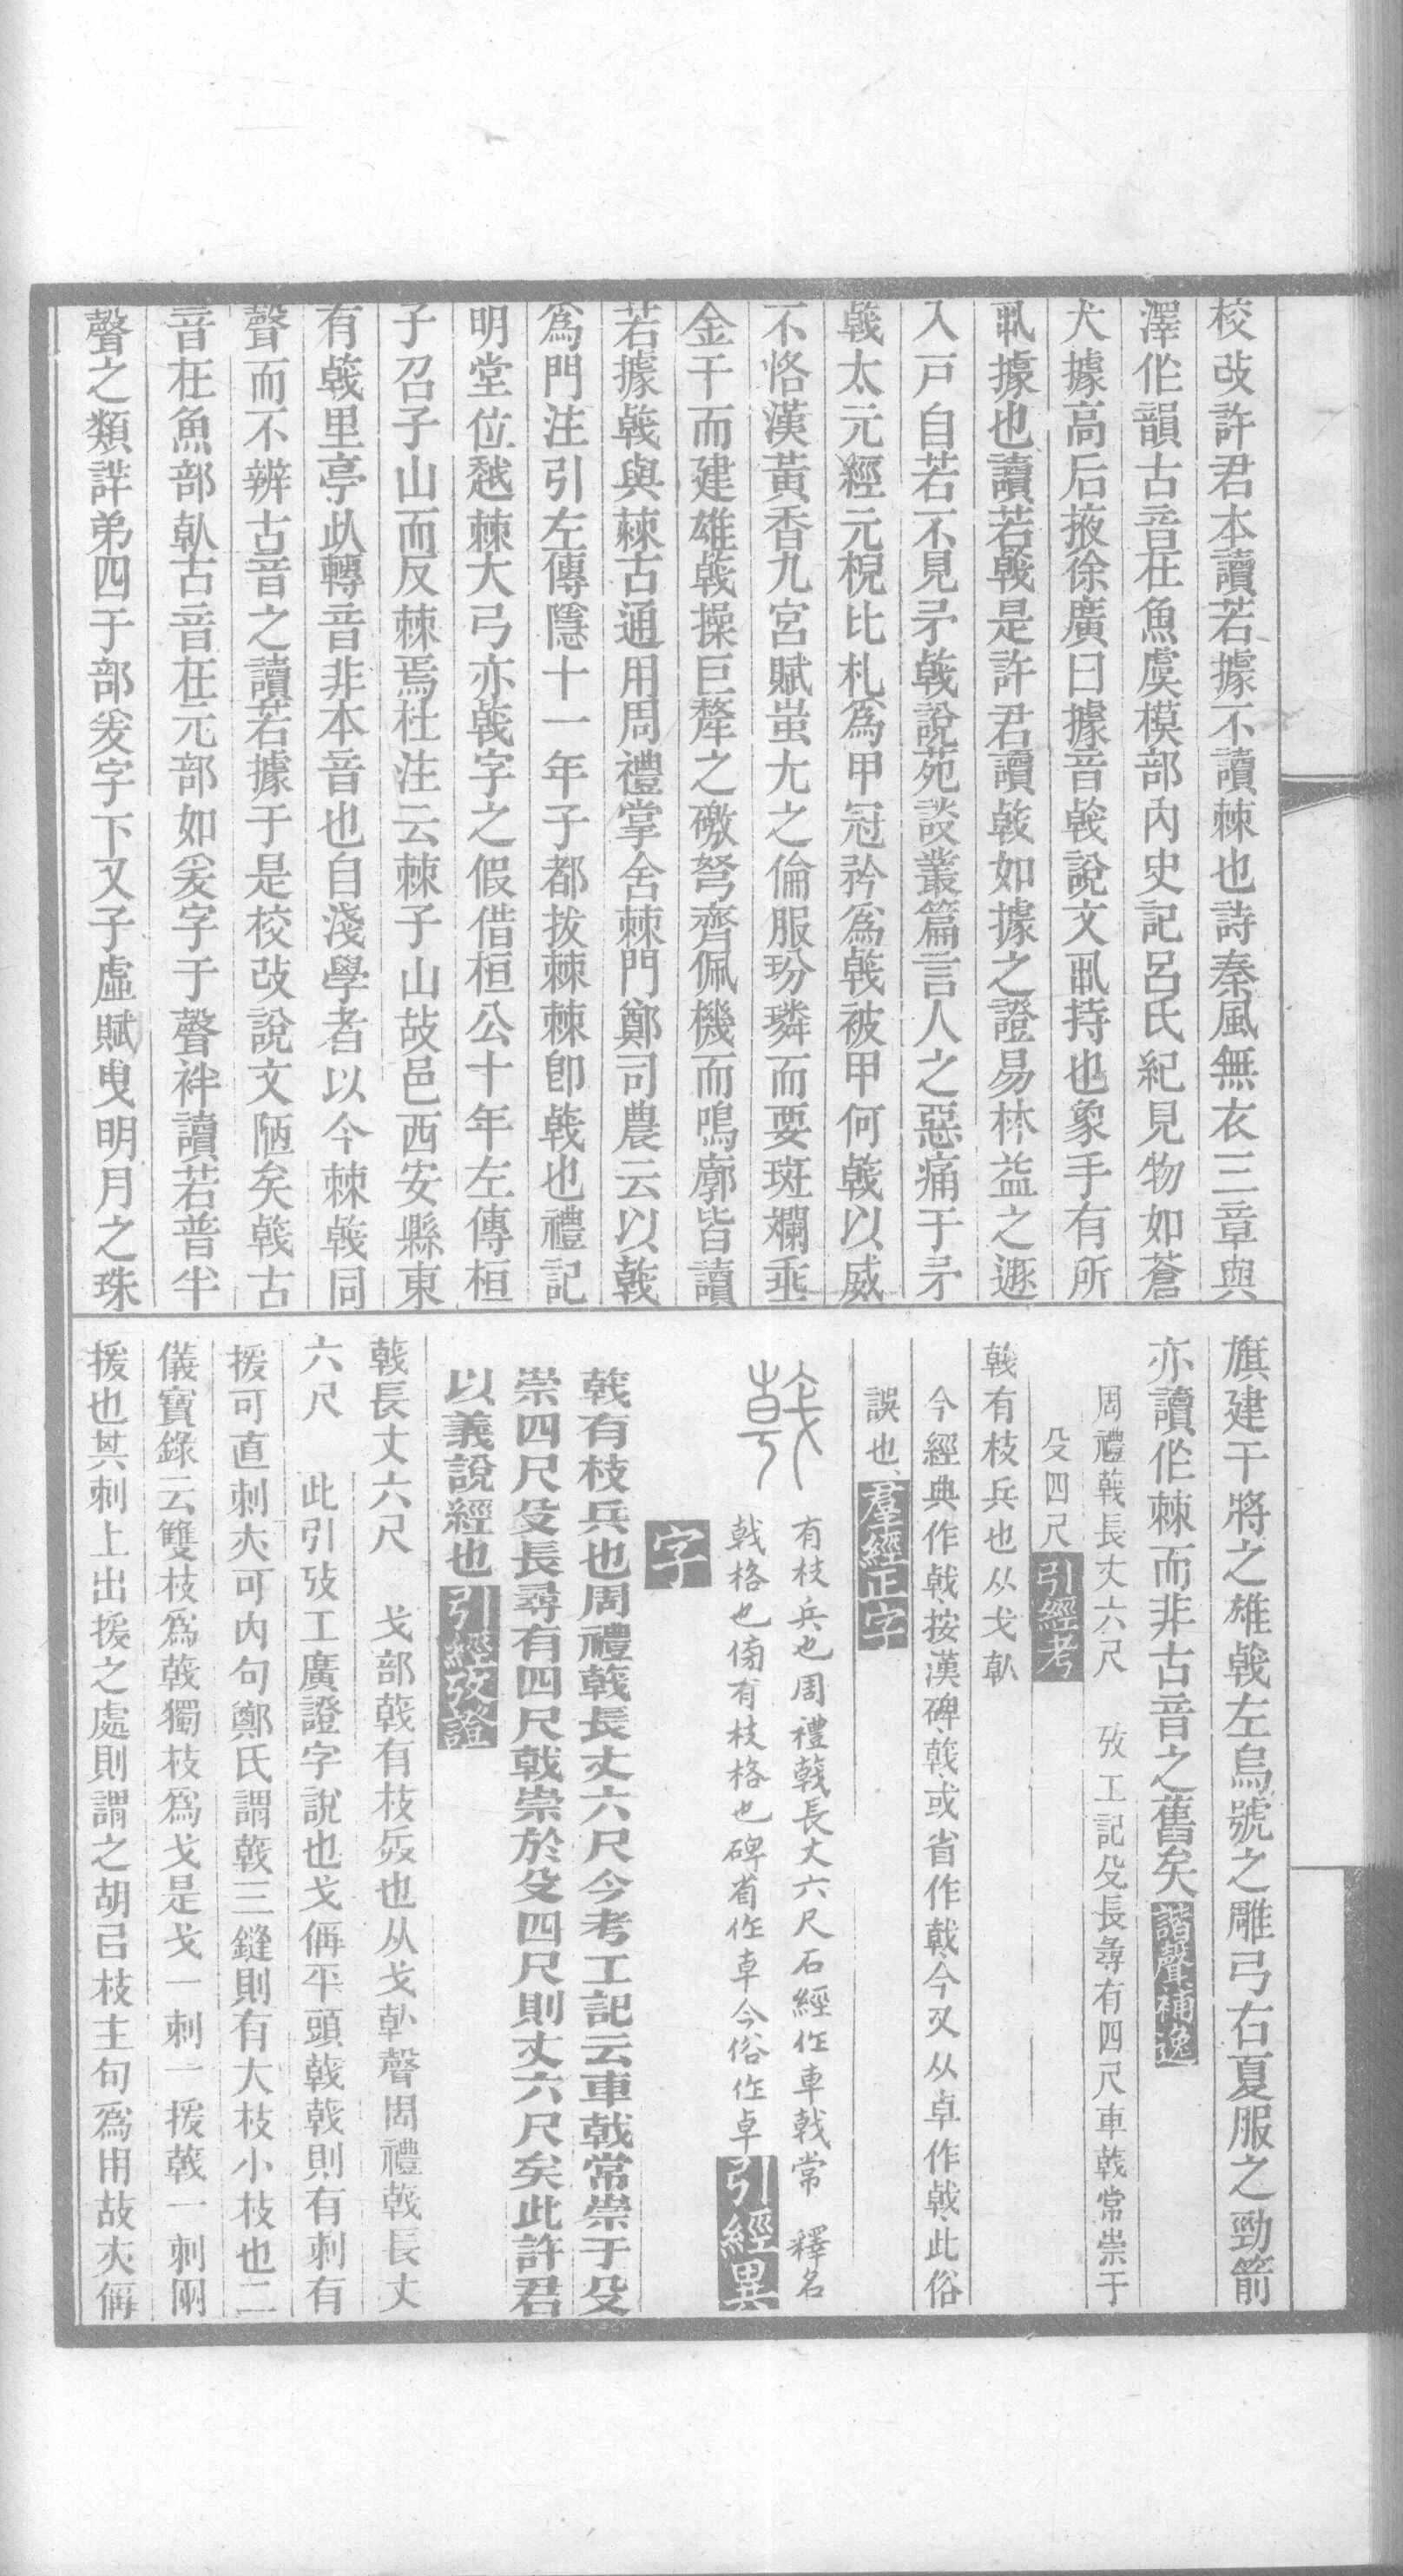 校改許君本讀若據不讀棘也詩秦風無衣三章與
澤作韻古音在魚虞模部內史記呂氏紀見物如蒼
犬據高后掖徐廣曰據音戟說文丮持也象手有所
丮據也讀若戟是許君讀戟如據之證易林益之遯
入戶自若不見矛戟說苑談叢篇言人之惡痛于矛
戟太元經元棿比札為甲冠矜為戟被甲何戟以威
不恪漢黃香九宮賦蚩尤之倫服玢璘而要斑斕垂
金干而建雄戟操巨斄之礉弩齊佩機而鳴廓皆讀
若據戟與棘古通用周禮掌舍棘門鄭司農云以戟
為門注引左傳隱十一年子都拔棘棘即戟也禮記
明堂位越棘大弓亦戟字之假借桓公十年左傳桓
子召子山而反棘焉杜注云棘子山故邑西安縣東
有戟里亭此轉音非本音也自淺學者以今棘戟同
聲而不辨古音之讀若據于是校改說文陋矣戟古
音在魚部倝古音在元部如爰字于聲袢讀若普半
聲之類詳弟四于部爰字下又子虛賦曳明月之珠
旗建干將之雄戟左烏號之雕弓右夏服之勁箭
亦讀作棘而非古音之舊矣諧聲補逸
周禮戟長丈六尺　攷工記殳長尋有四尺車戟常崇于
殳四尺引經考
戟有枝兵也从戈倝
今經典作戟按漢碑戟或省作戟今又从卓作戟此俗
誤也羣經正字
戟
有枝兵也周禮戟長丈六尺石經作車戟常　釋名
戟格也傍有枝格也碑省作車今俗作卓引經異
字
戟有枝兵也周禮戟長丈六尺今考工記云車戟常崇于殳
崇四尺殳長尋有四尺戟崇於殳四尺則丈六尺矣此許君
以義說經也引經攷證
戟長丈六尺　戈部戟有枝兵也从戈倝聲周禮戟長丈
六尺　此引攷工廣證字說也戈偁平頭戟戟則有刺有
援可直刺夾可內句鄭氏謂戟三鋒則有大枝小枝也二
儀寶錄云雙枝為戟獨枝為戈是戈一刺一援戟一刺兩
援也其刺上出援之處則謂之胡吕枝主句為用故夾偁